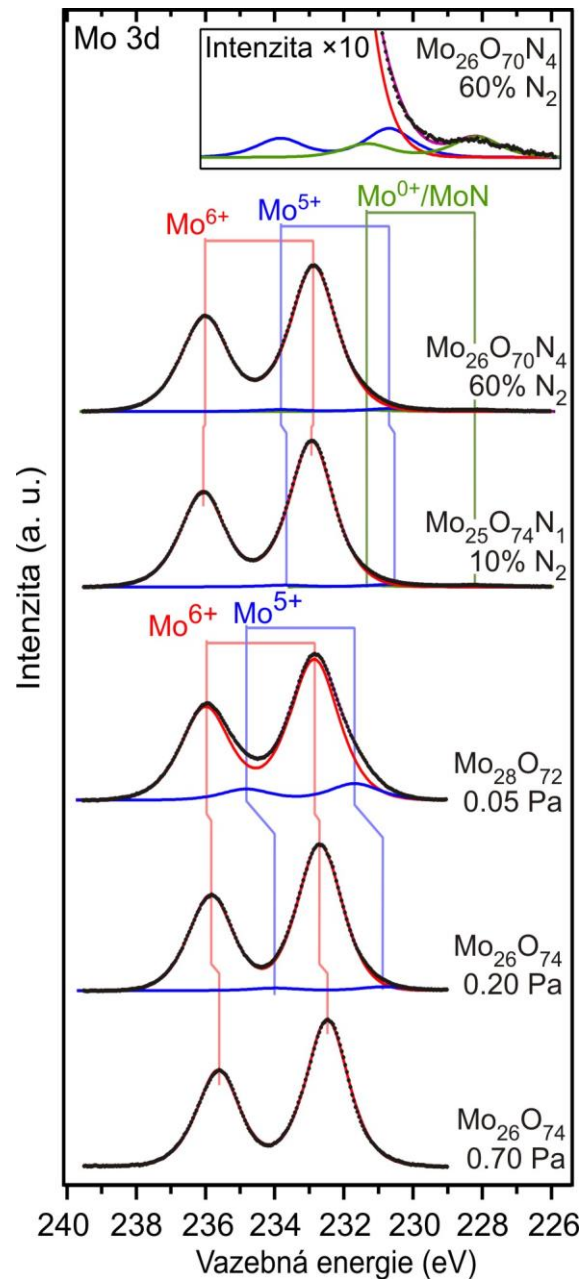 Mo 3d
Intenzita ×10
Mo₂₆O₇₀N₄
60% N₂
Mo⁶⁺
Mo⁵⁺
Mo⁰⁺/MoN
Mo₂₆O₇₀N₄
60% N₂
Mo₂₅O₇₄N₁
10% N₂
Mo⁶⁺
Mo⁵⁺
Mo₂₈O₇₂
0.05 Pa
Mo₂₆O₇₄
0.20 Pa
Mo₂₆O₇₄
0.70 Pa
Intenzita (a. u.)
240 238 236 234 232 230 228 226
Vazebná energie (eV)